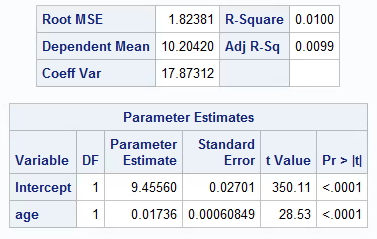 Root MSE 1.82381 R-Square 0.0100
Dependent Mean 10.20420 Adj R-Sq 0.0099
Coeff Var 17.87312
Parameter Estimates
Variable DF Parameter Estimate Standard Error t Value Pr > |t|
Intercept 1 9.45560 0.02701 350.11 <.0001
age 1 0.01736 0.00060849 28.53 <.0001